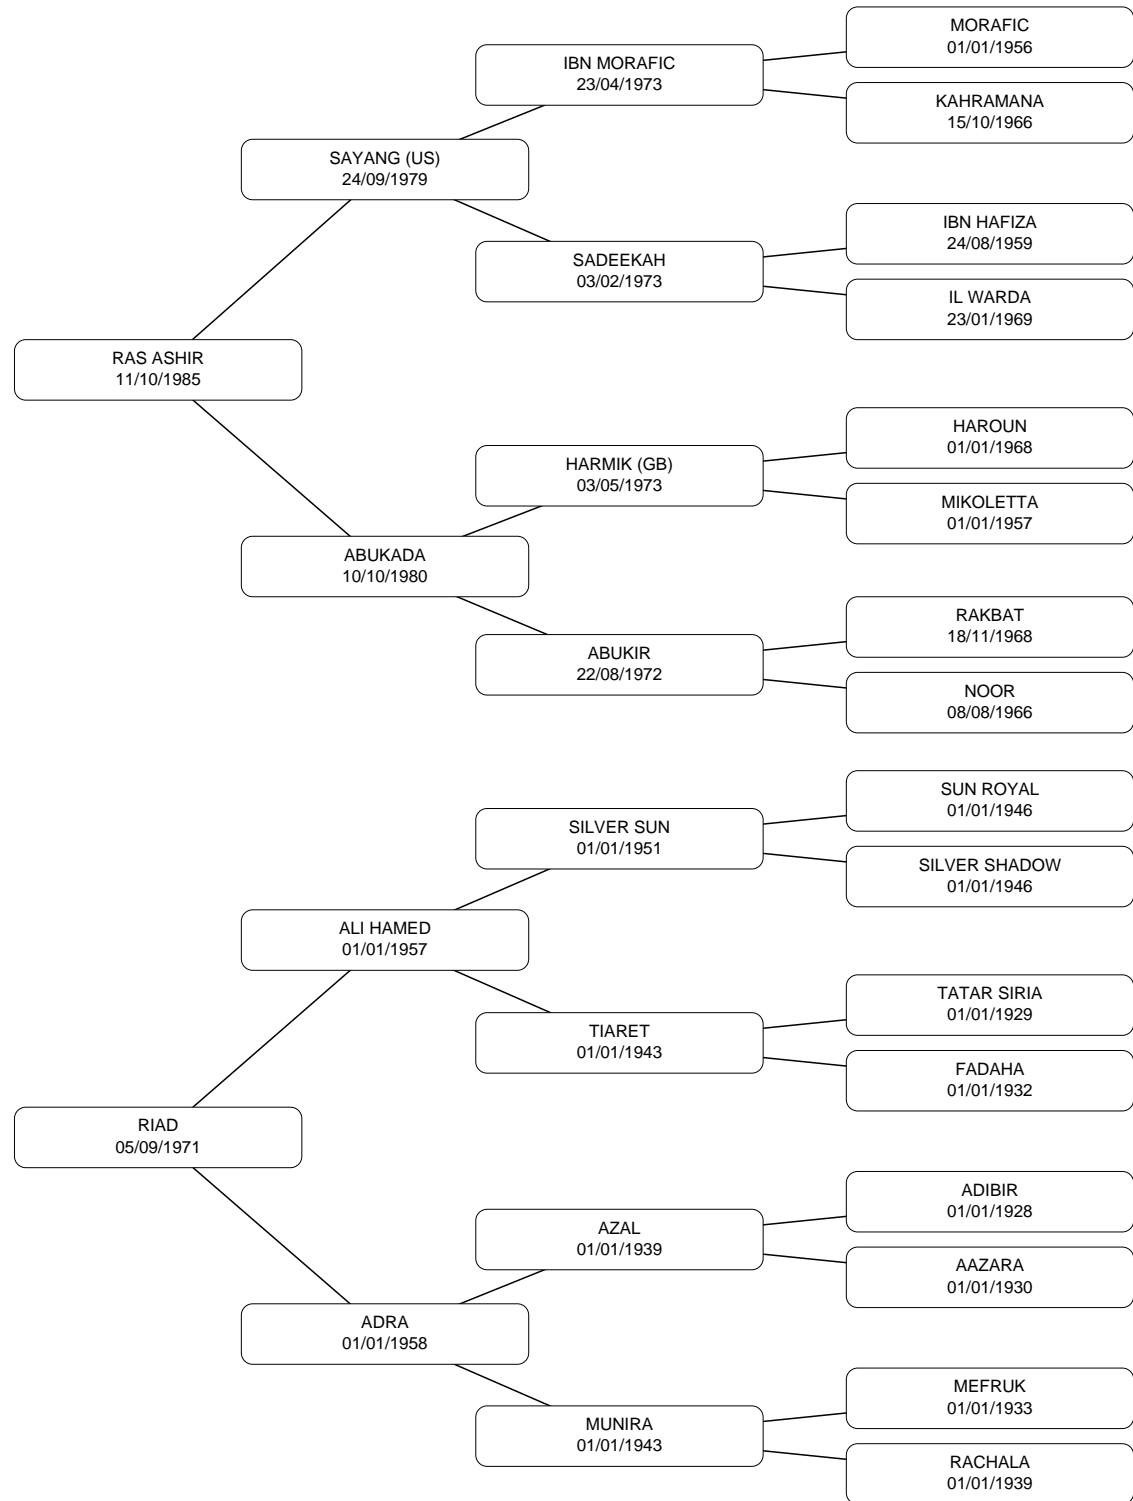 MORAFIC
01/01/1956
IBN MORAFIC
23/04/1973
KAHRAMANA
15/10/1966
SAYANG (US)
24/09/1979
IBN HAFIZA
24/08/1959
SADEEKAH
03/02/1973
IL WARDA
23/01/1969
RAS ASHIR
11/10/1985
HAROUN
01/01/1968
HARMIK (GB)
03/05/1973
MIKOLETTA
01/01/1957
ABUKADA
10/10/1980
RAKBAT
18/11/1968
ABUKIR
22/08/1972
NOOR
08/08/1966
SUN ROYAL
01/01/1946
SILVER SUN
01/01/1951
SILVER SHADOW
01/01/1946
ALI HAMED
01/01/1957
TATAR SIRIA
01/01/1929
TIARET
01/01/1943
FADAHA
01/01/1932
RIAD
05/09/1971
ADIBIR
01/01/1928
AZAL
01/01/1939
AAZARA
01/01/1930
ADRA
01/01/1958
MEFRUK
01/01/1933
MUNIRA
01/01/1943
RACHALA
01/01/1939